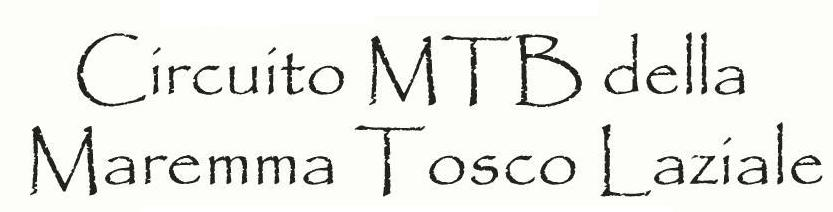 Circuito MTB della
Maremma Tosco Laziale